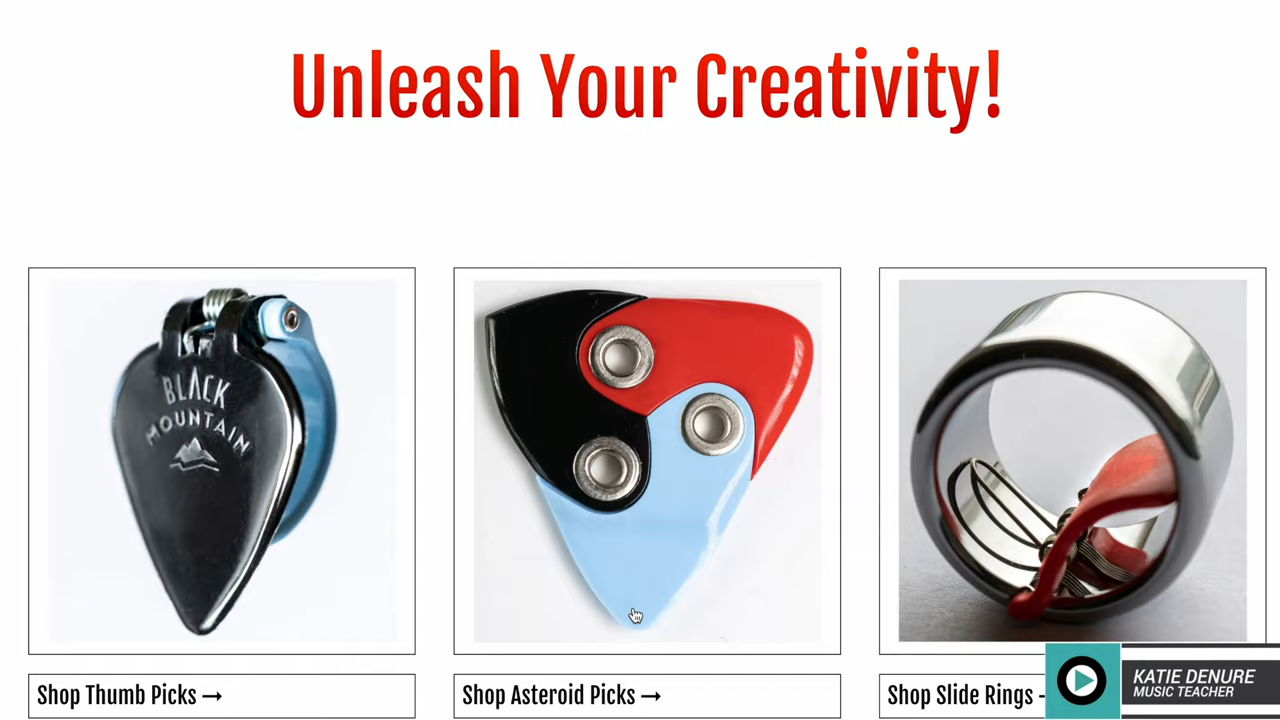 Unleash Your Creativity!
BLACK
MOUNTAIN
Shop Thumb Picks →
Shop Asteroid Picks →
Shop Slide Rings -
KATIE DENURE
MUSIC TEACHER